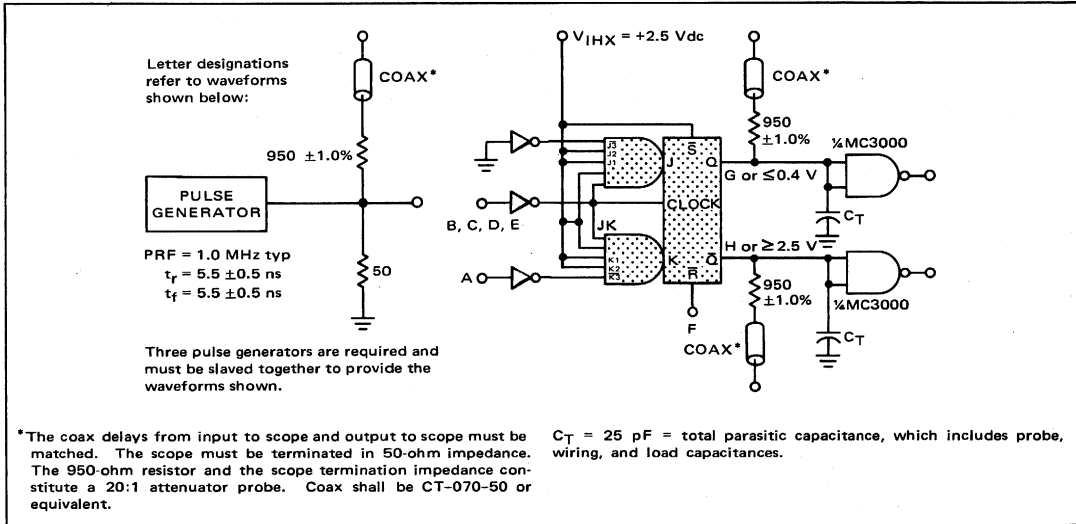 Letter designations
refer to waveforms
shown below:
COAX*
950 ±1.0%
PULSE
GENERATOR
PRF = 1.0 MHz typ
tr = 5.5 ±0.5 ns
tf = 5.5 ±0.5 ns
50
Three pulse generators are required and
must be slaved together to provide the
waveforms shown.
VIHX = +2.5 Vdc
COAX*
950
±1.0%
¼MC3000
J3
J2
J1
J
S̅
Q
G or ≤0.4 V
CT
B, C, D, E
CLOCK
JK
H or ≥2.5 V
K1
K2
K3
K
Q̅
R̅
A
F
950
±1.0%
¼MC3000
COAX*
CT
*The coax delays from input to scope and output to scope must be
matched. The scope must be terminated in 50-ohm impedance.
The 950-ohm resistor and the scope termination impedance con-
stitute a 20:1 attenuator probe. Coax shall be CT-070-50 or
equivalent.
CT = 25 pF = total parasitic capacitance, which includes probe,
wiring, and load capacitances.